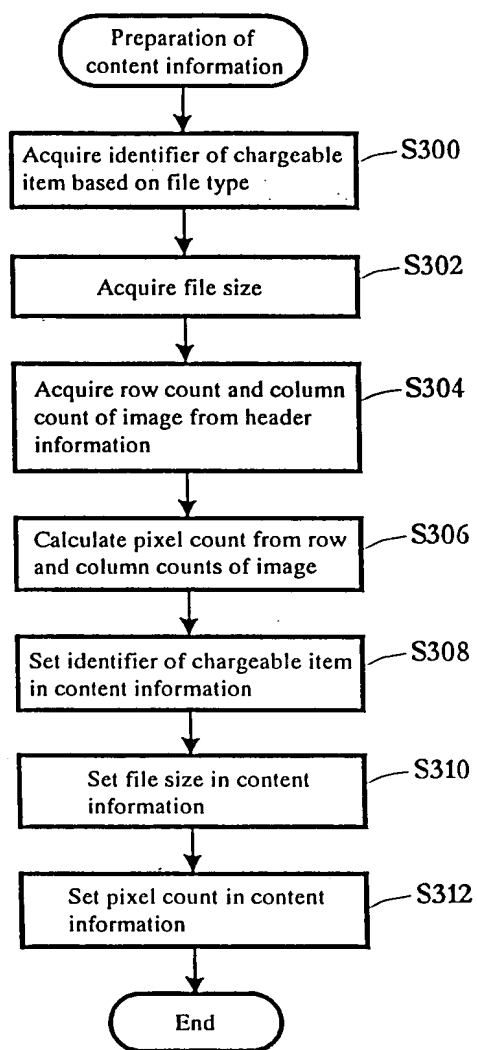 Preparation of
content information
Acquire identifier of chargeable
item based on file type
S300
Acquire file size
S302
Acquire row count and column
count of image from header
information
S304
Calculate pixel count from row
and column counts of image
S306
Set identifier of chargeable item
in content information
S308
Set file size in content
information
S310
Set pixel count in content
information
S312
End